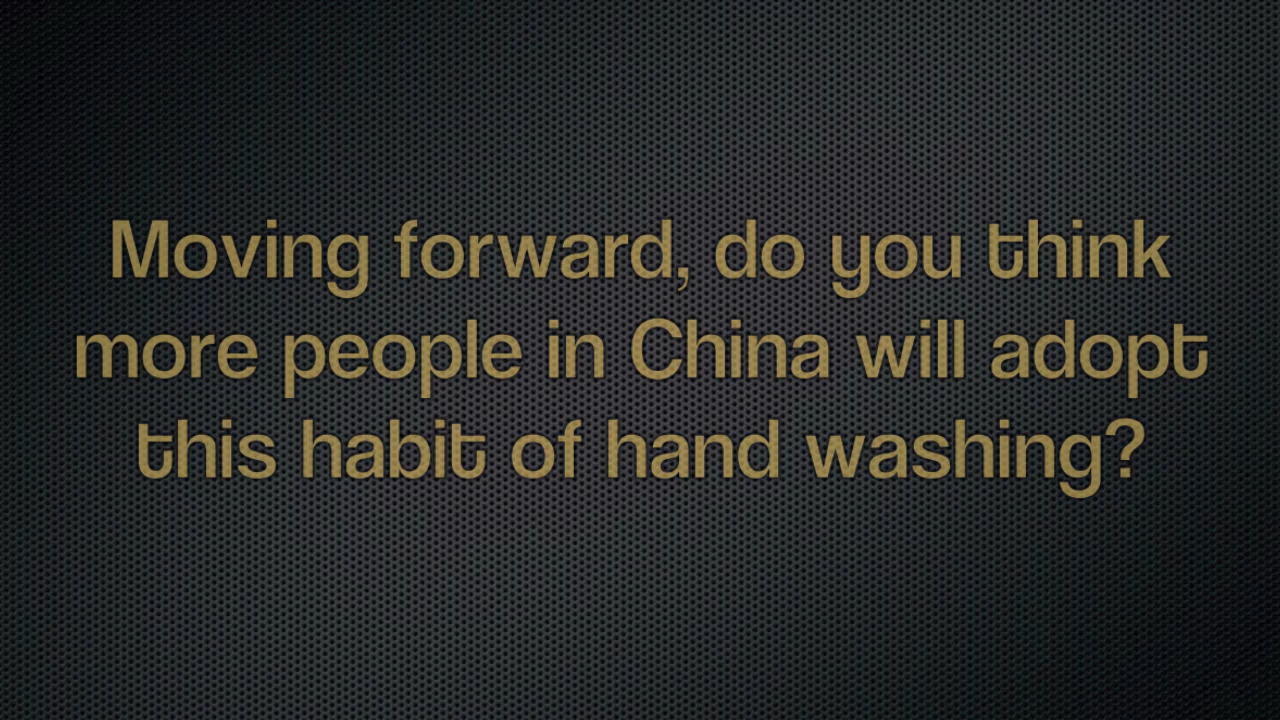 Moving forward, do you think
more people in China will adopt
this habit of hand washing?